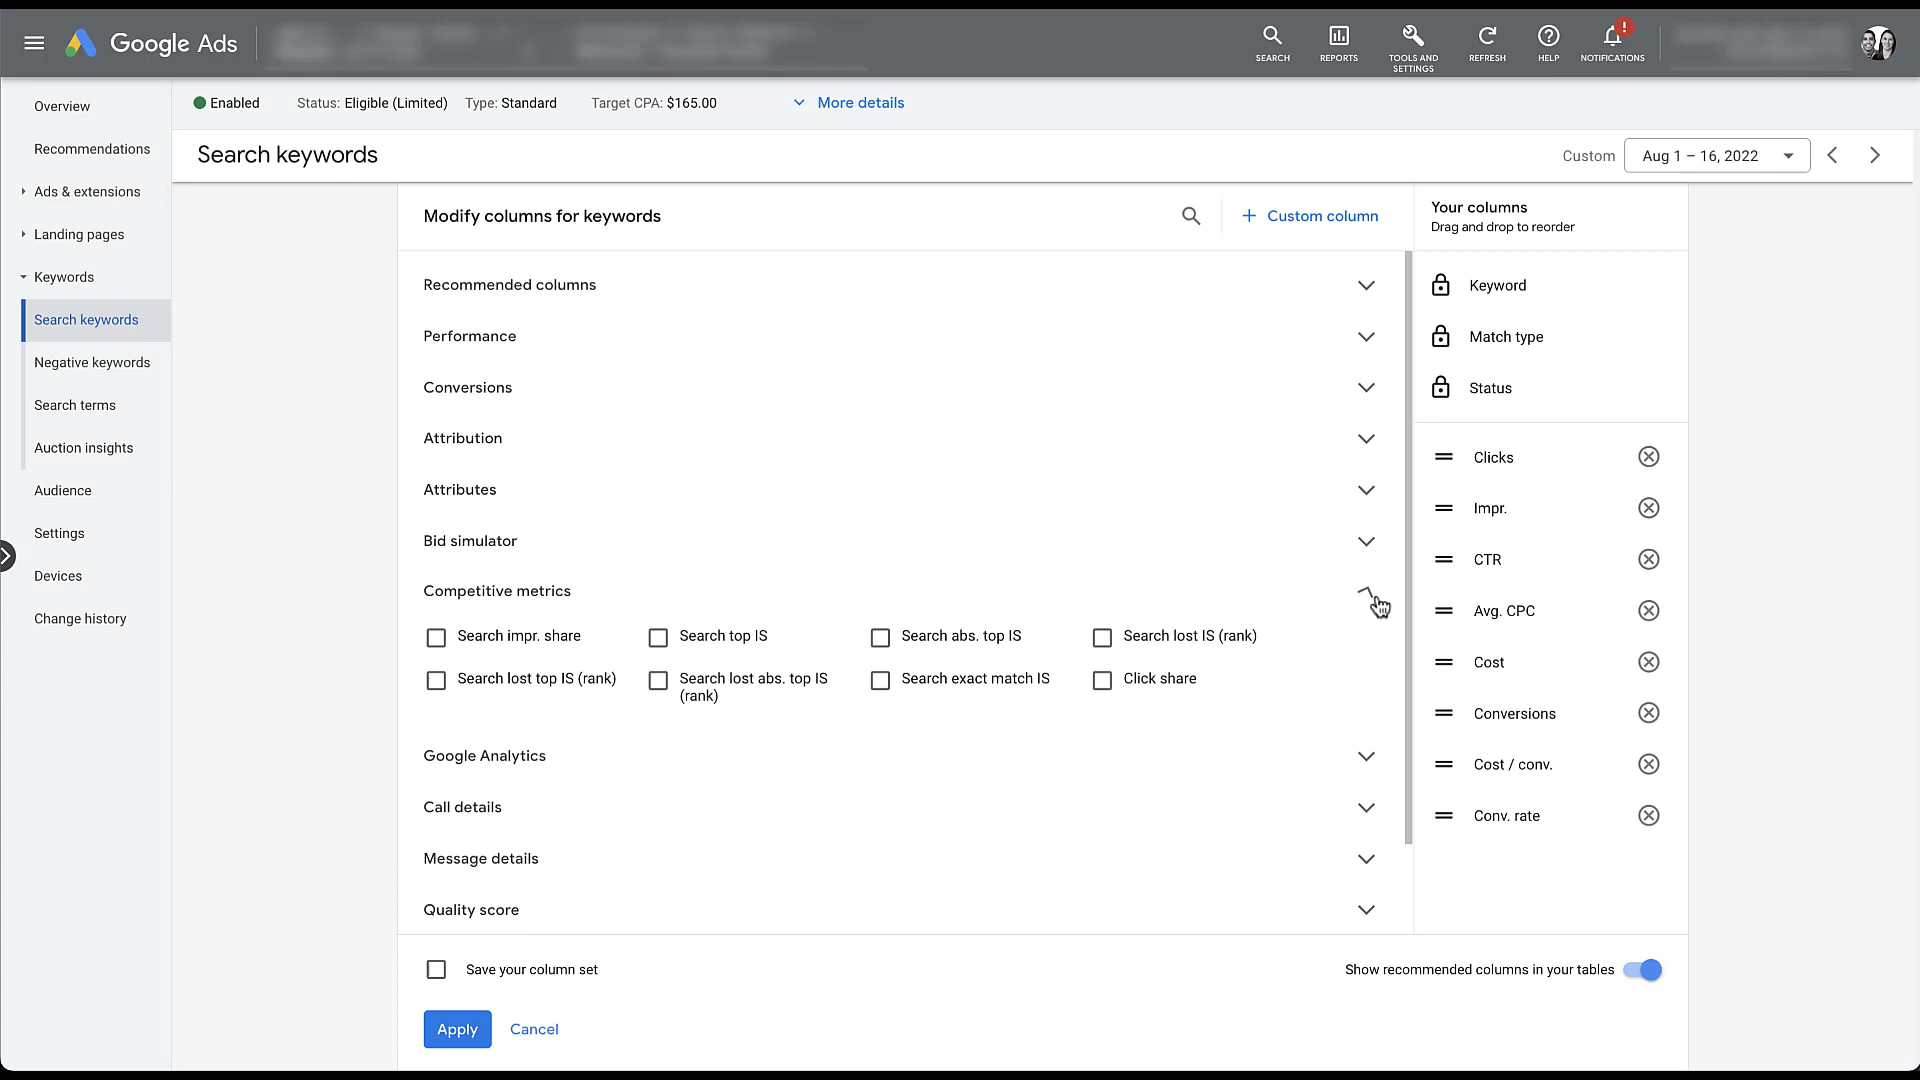 Google Ads
SEARCH
REPORTS
TOOLS AND
SETTINGS
REFRESH
HELP
!
NOTIFICATIONS
Overview
Recommendations
Ads & extensions
Landing pages
Keywords
Search keywords
Negative keywords
Search terms
Auction insights
Audience
Settings
Devices
Change history
Enabled Status: Eligible (Limited) Type: Standard Target CPA: $165.00 More details
Search keywords
Custom Aug 1 – 16, 2022
Modify columns for keywords
+ Custom column
Recommended columns
Performance
Conversions
Attribution
Attributes
Bid simulator
Competitive metrics
Search impr. share Search top IS Search abs. top IS Search lost IS (rank)
Search lost top IS (rank) Search lost abs. top IS Search exact match IS Click share
(rank)
Google Analytics
Call details
Message details
Quality score
Your columns
Drag and drop to reorder
Keyword
Match type
Status
Clicks
Impr.
CTR
Avg. CPC
Cost
Conversions
Cost / conv.
Conv. rate
Save your column set
Show recommended columns in your tables
Apply Cancel